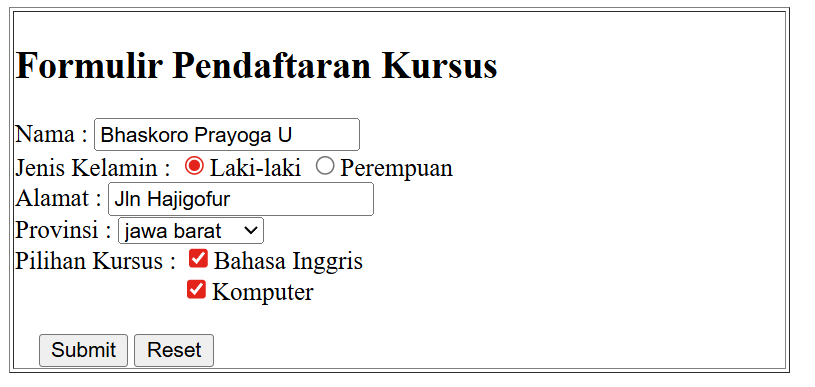 Formulir Pendaftaran Kursus
Nama : Bhaskoro Prayoga U
Jenis Kelamin : Laki-laki Perempuan
Alamat : Jln Hajigofur
Provinsi : jawa barat
Pilihan Kursus : Bahasa Inggris
Komputer
Submit Reset